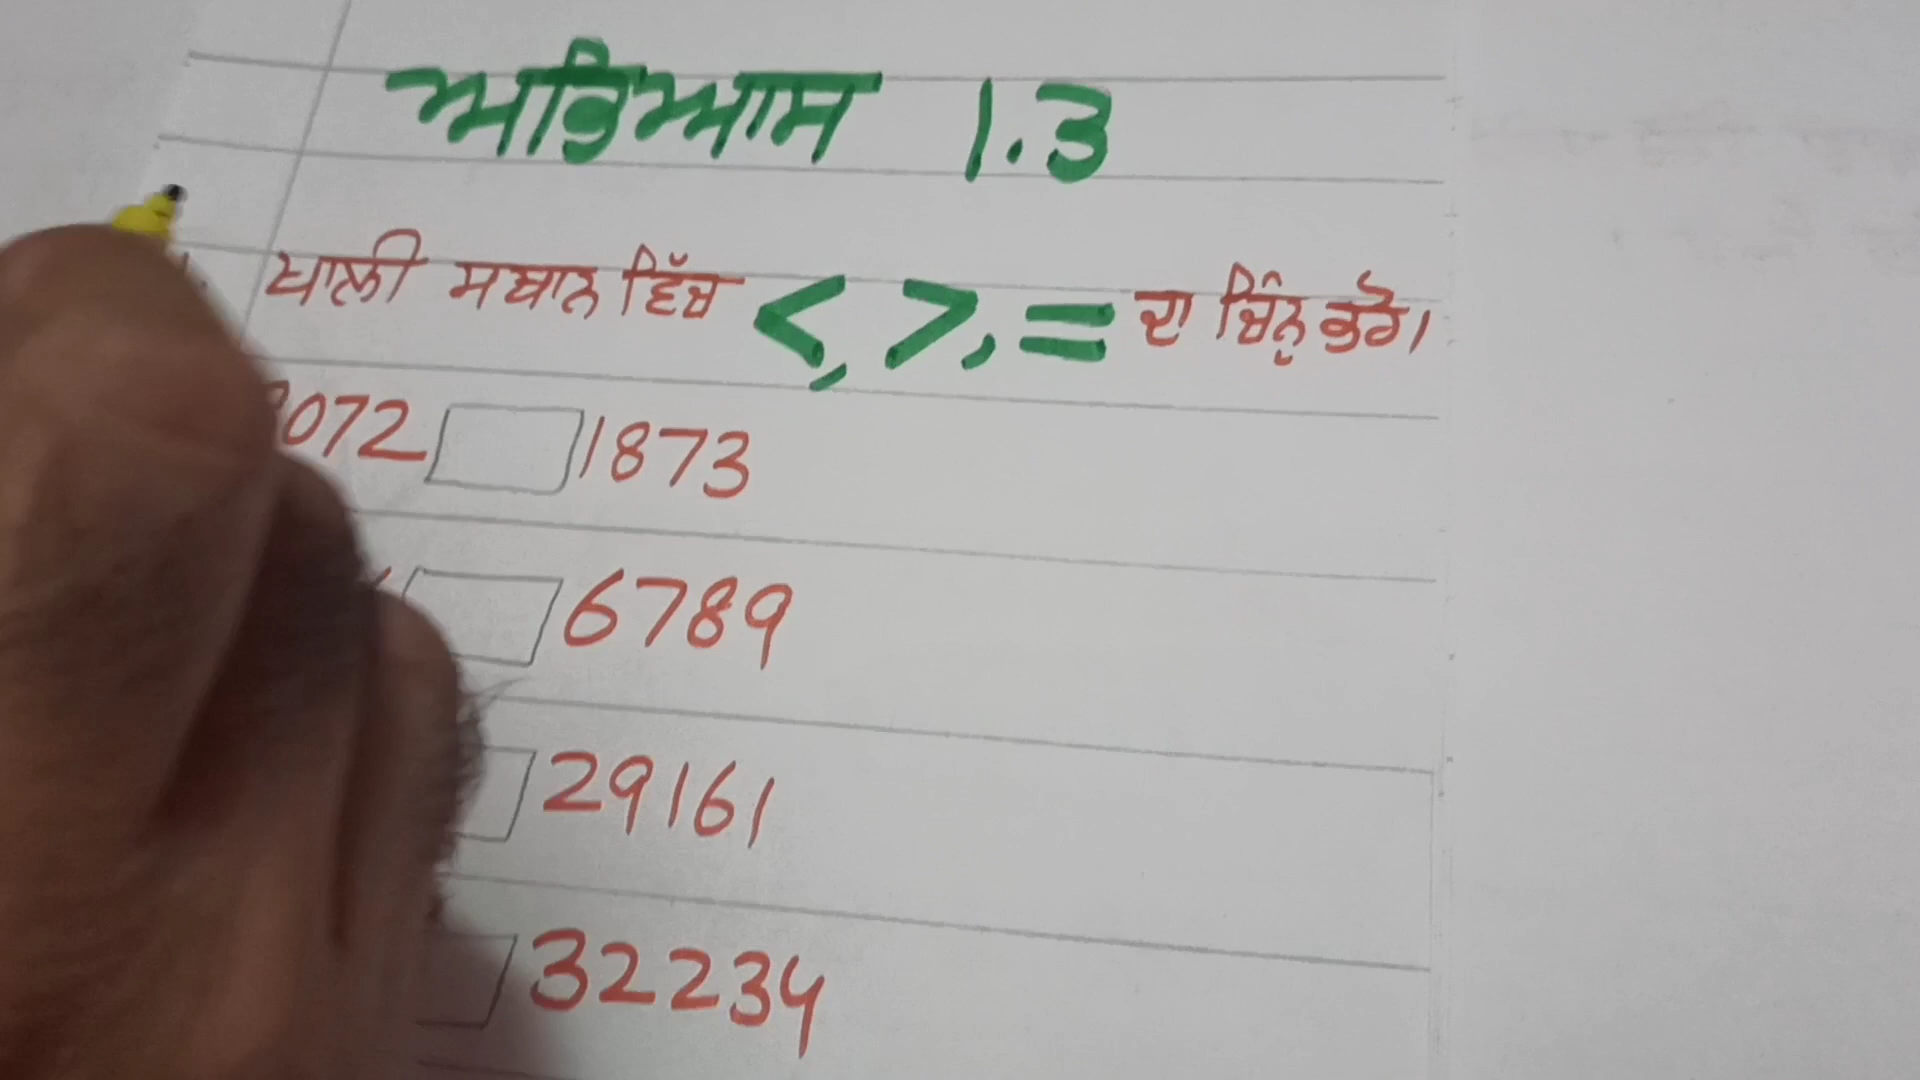 ਅਭਿਆਸ 1.3
ਖਾਲੀ ਸਥਾਨ ਵਿੱਚ <, >, = ਦਾ ਚਿੰਨ੍ਹ ਭਰੋ।
072 1873
6789
29161
32234